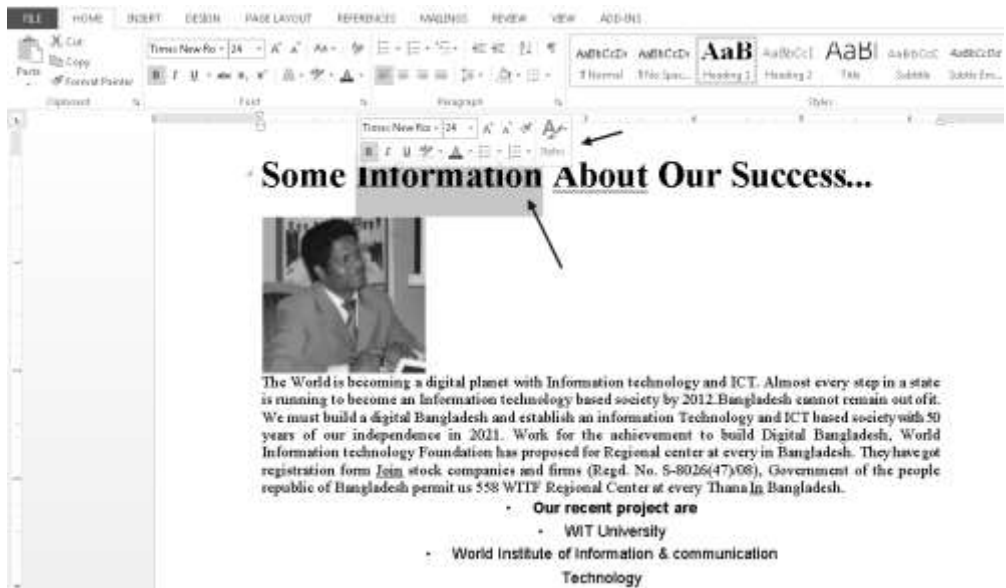 FILE HOME INSERT DESIGN PAGE LAYOUT REFERENCES MAILINGS REVIEW VIEW ADD-INS
Cut
Copy
Paste
Format Painter
Times New Ro 24
B I U
AaBbCcDc AaBbCcDc AaB AaBbCcI AaBl AaBbCcC AaBbCcDc
¶ Normal ¶ No Spac... Heading 1 Heading 2 Title Subtitle Subtle Em...
Clipboard Font Paragraph Styles
Times New Ro 24
B I U Styles
Some Information About Our Success...
The World is becoming a digital planet with Information technology and ICT. Almost every step in a state
is running to become an Information technology based society by 2012.Bangladesh cannot remain out of it.
We must build a digital Bangladesh and establish an information Technology and ICT based society with 50
years of our independence in 2021. Work for the achievement to build Digital Bangladesh, World
Information technology Foundation has proposed for Regional center at every in Bangladesh. They have got
registration form Join stock companies and firms (Regd. No. S-8026(47)/08), Government of the people
republic of Bangladesh permit us 558 WITF Regional Center at every Thana In Bangladesh.
· Our recent project are
· WIT University
· World Institute of Information & communication
Technology